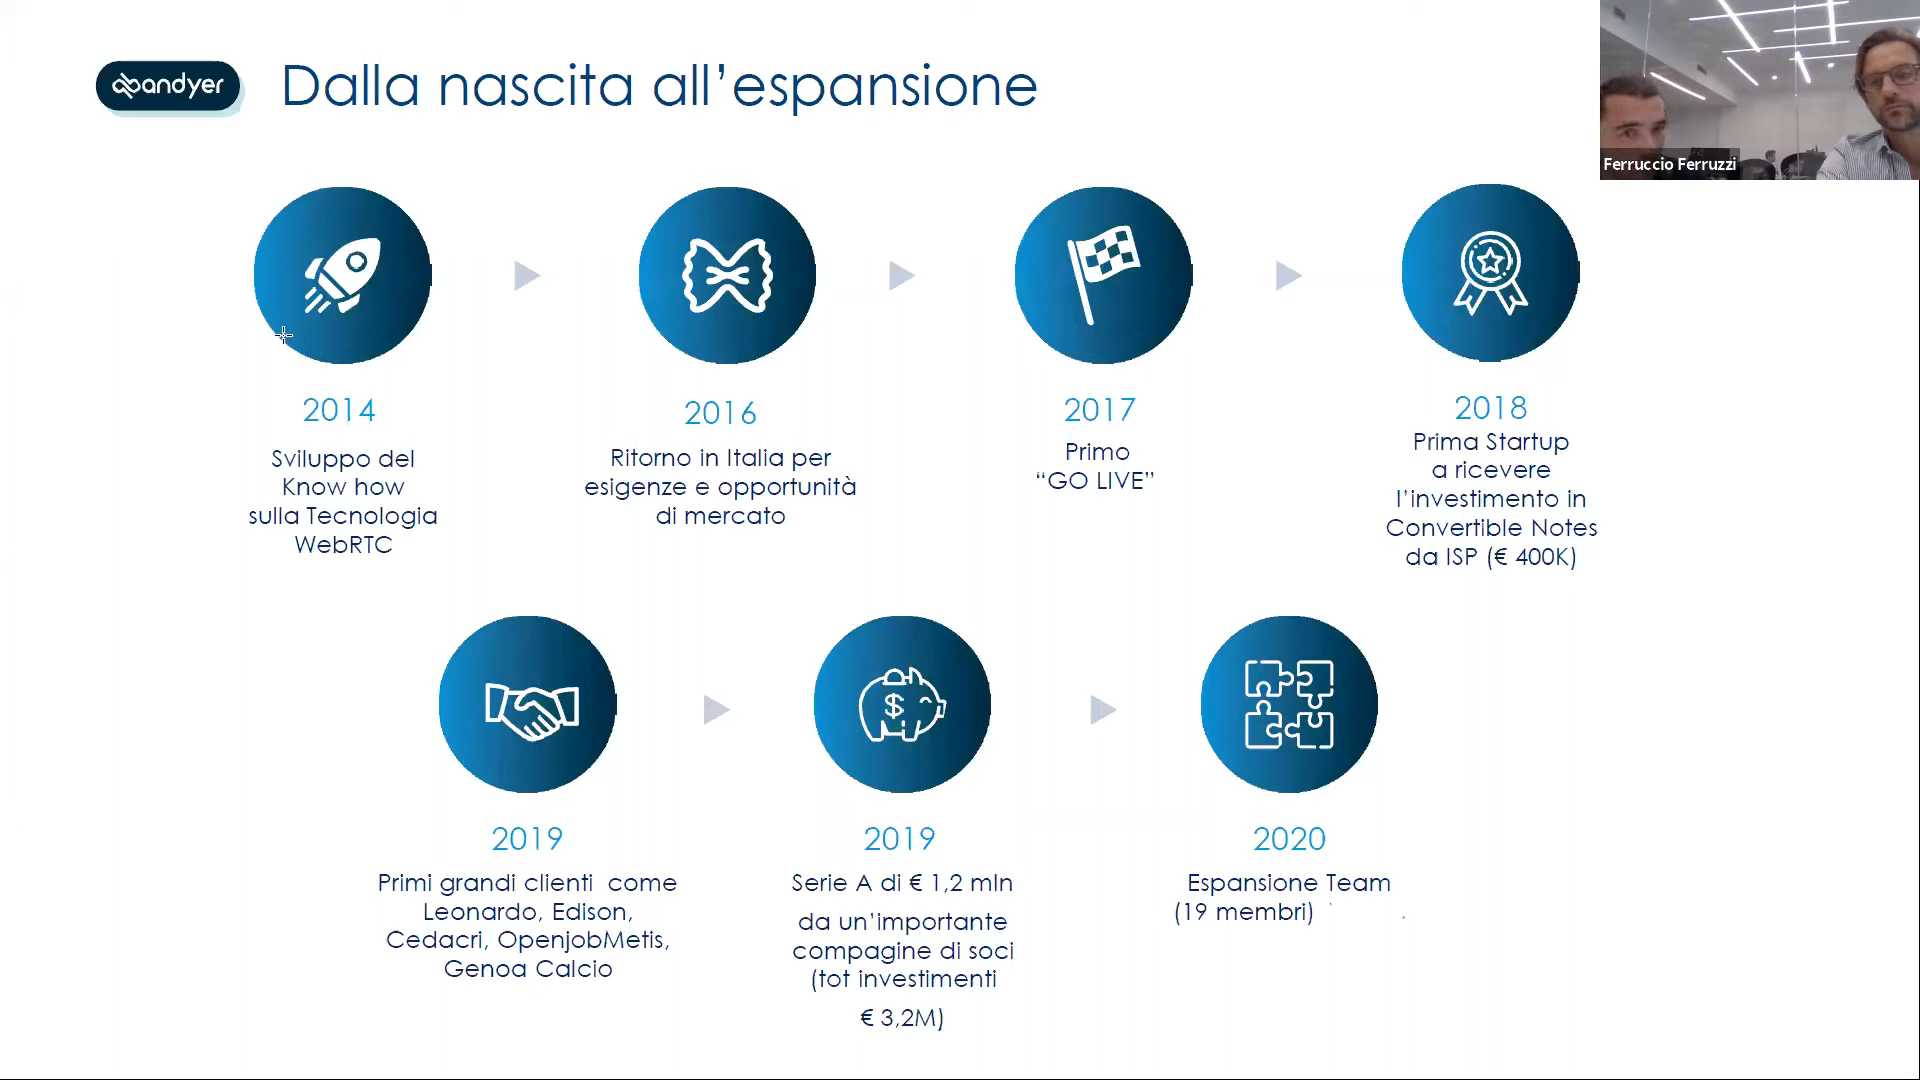 bandyer
Dalla nascita all’espansione
Ferruccio Ferruzzi
2014
Sviluppo del
Know how
sulla Tecnologia
WebRTC
2016
Ritorno in Italia per
esigenze e opportunità
di mercato
2017
Primo
“GO LIVE”
2018
Prima Startup
a ricevere
l’investimento in
Convertible Notes
da ISP (€ 400K)
2019
Primi grandi clienti come
Leonardo, Edison,
Cedacri, OpenjobMetis,
Genoa Calcio
$
2019
Serie A di € 1,2 mln
da un’importante
compagine di soci
(tot investimenti
€ 3,2M)
2020
Espansione Team
(19 membri)